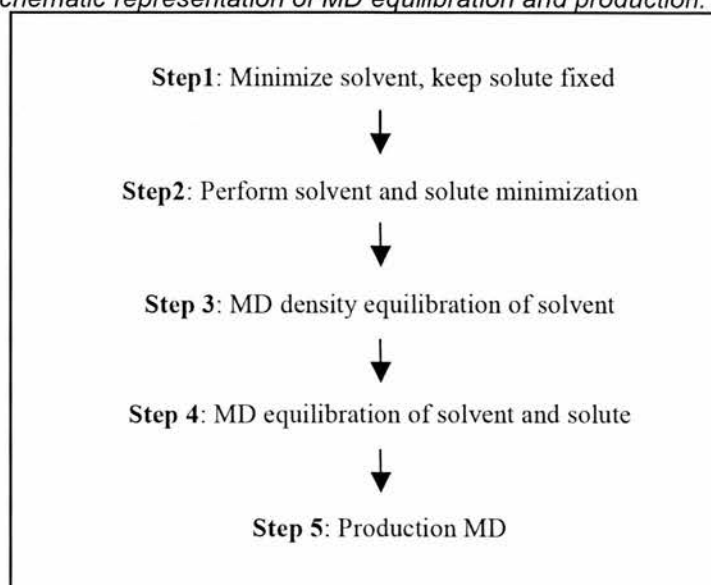 chematic representation of MD equilibration and production.
Step1: Minimize solvent, keep solute fixed
Step2: Perform solvent and solute minimization
Step 3: MD density equilibration of solvent
Step 4: MD equilibration of solvent and solute
Step 5: Production MD